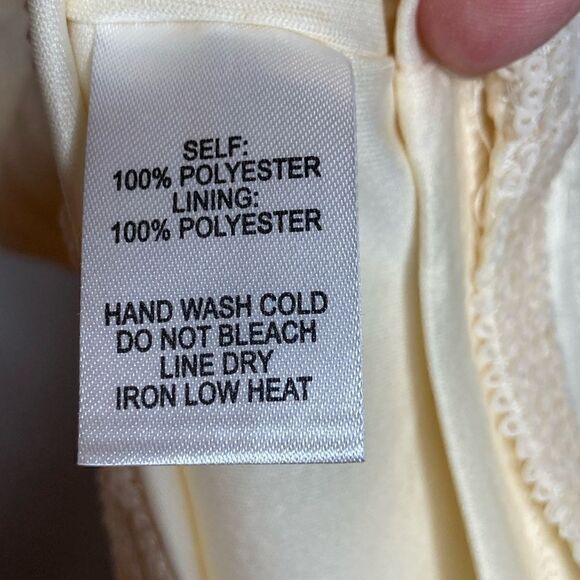 SELF:
100% POLYESTER
LINING:
100% POLYESTER
HAND WASH COLD
DO NOT BLEACH
LINE DRY
IRON LOW HEAT